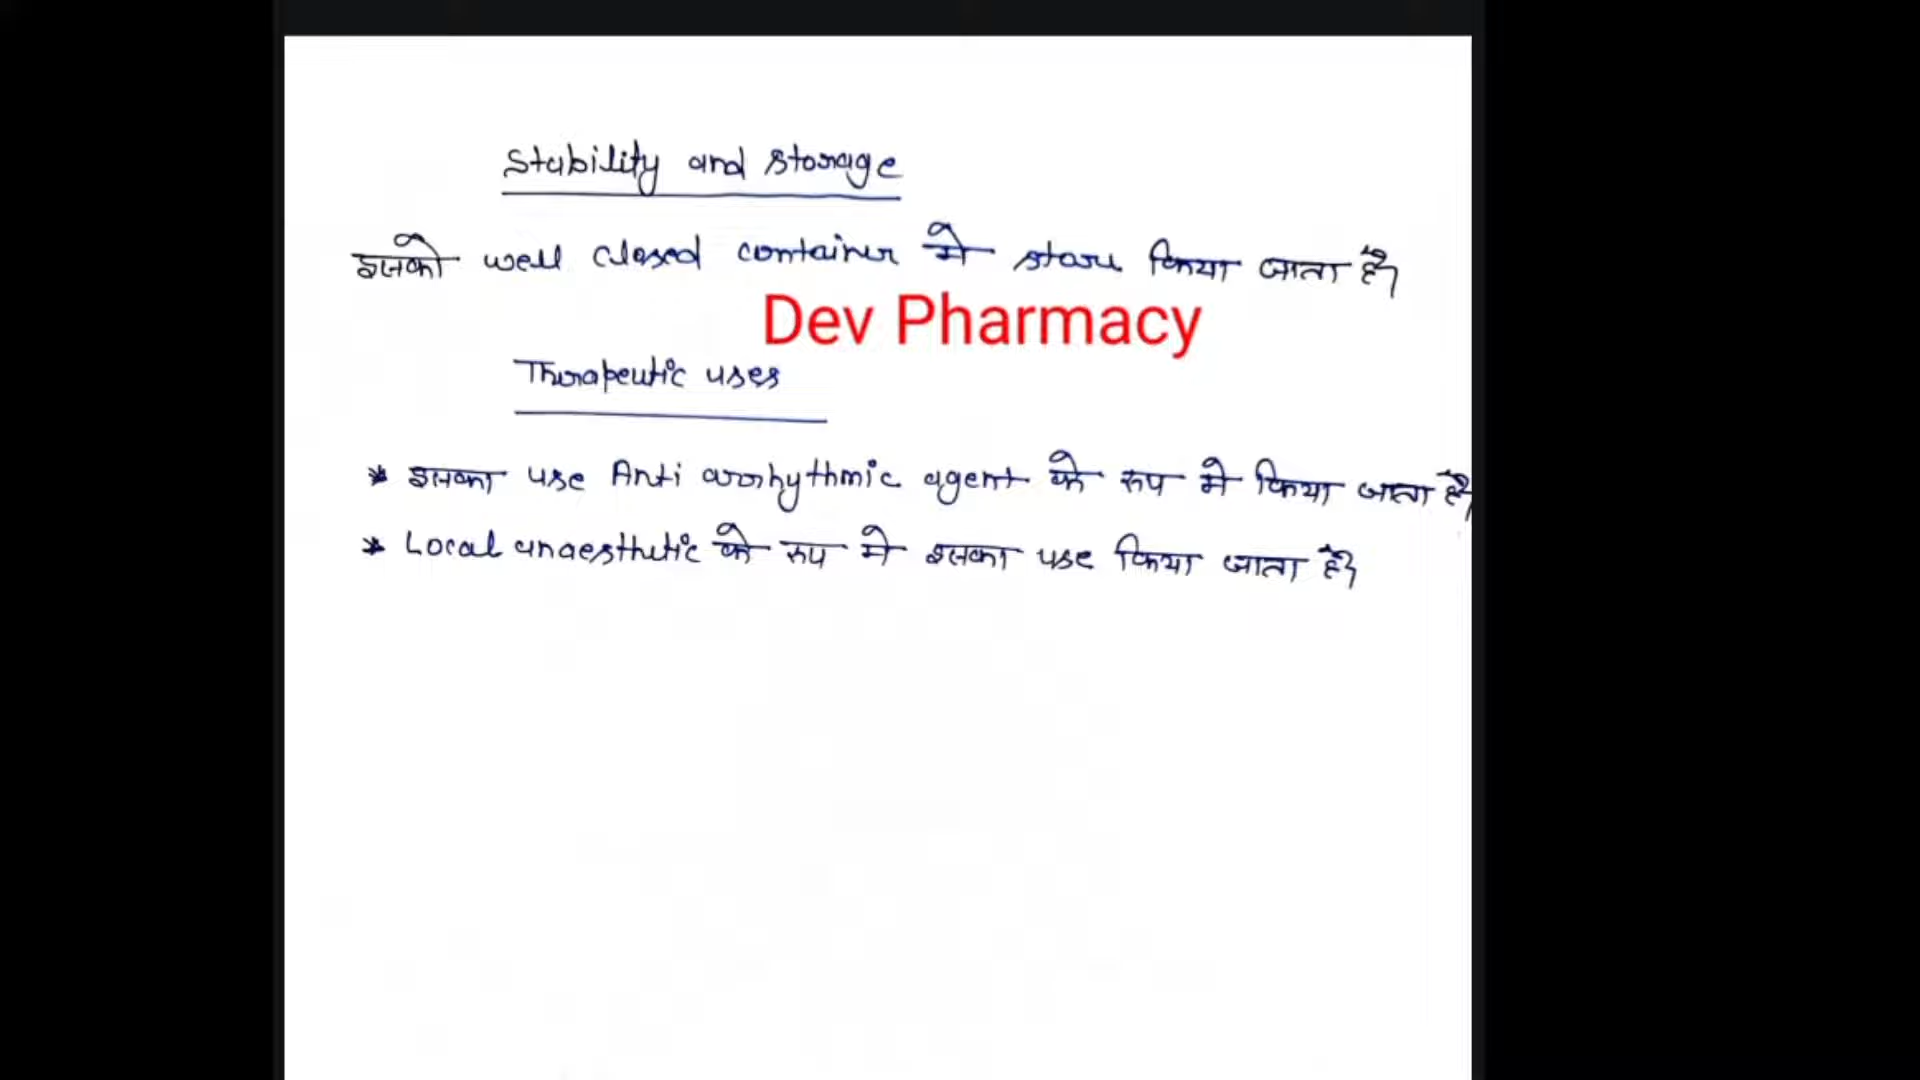 Stability and storage
इसको well closed container मे store किया जाता है।
Dev Pharmacy
Therapeutic uses
* इसका use Anti arrhythmic agent के रूप मे किया जाता है।
* Local anaesthetic के रूप मे इसका use किया जाता है।